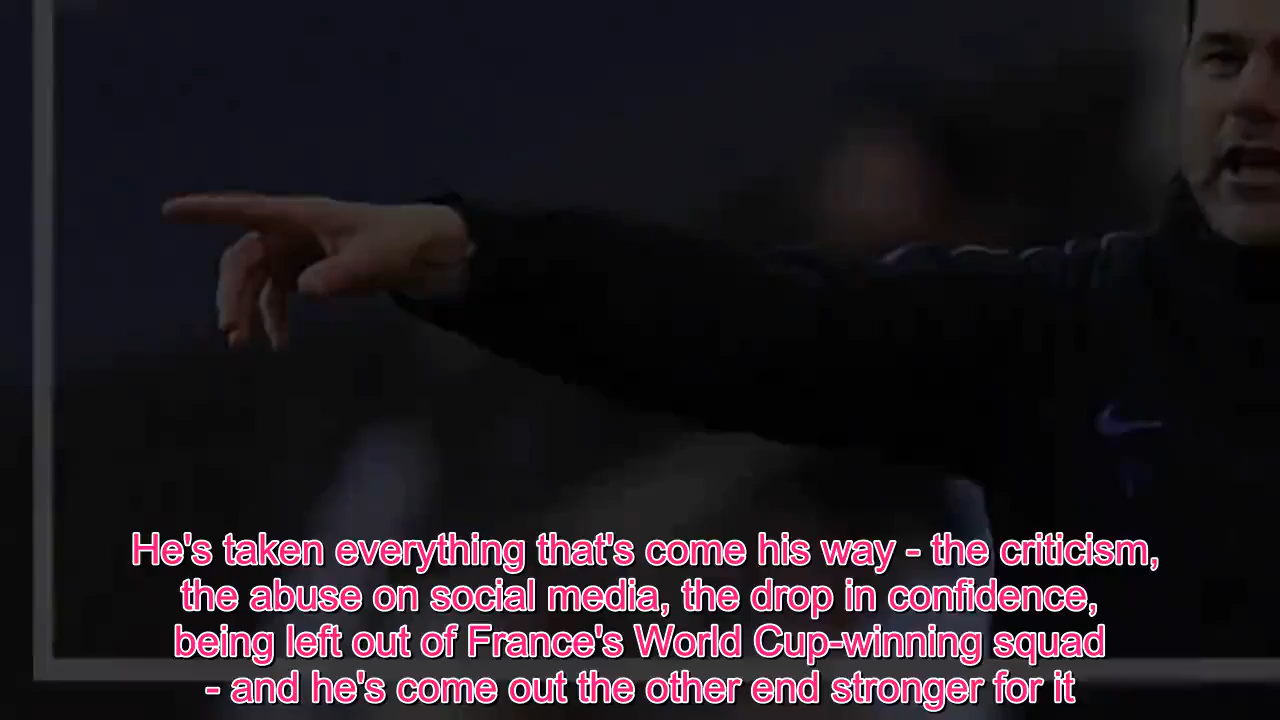 He's taken everything that's come his way - the criticism,
the abuse on social media, the drop in confidence,
being left out of France's World Cup-winning squad
- and he's come out the other end stronger for it